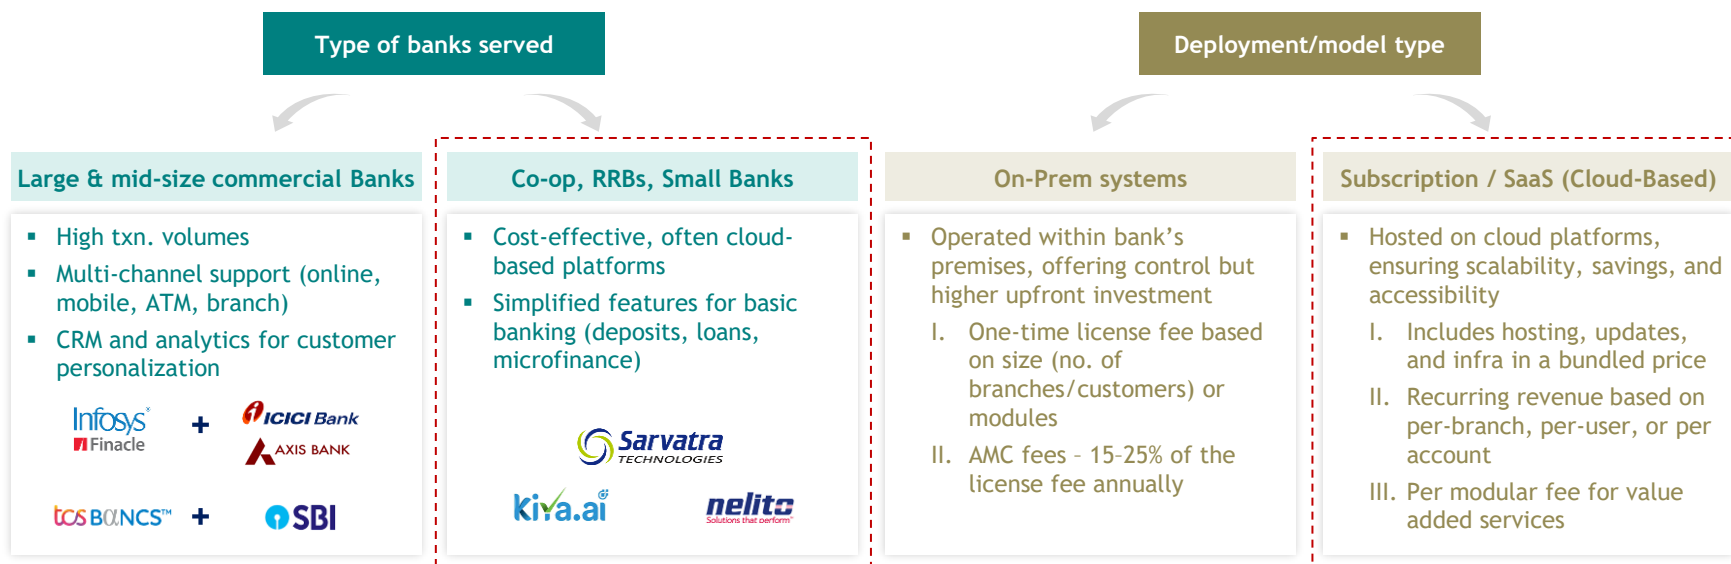 Type of banks served
Deployment/model type
Large & mid-size commercial Banks
▪ High txn. volumes
▪ Multi-channel support (online,
mobile, ATM, branch)
▪ CRM and analytics for customer
personalization
Infosys®
Finacle
+
ICICI Bank
AXIS BANK
tcs BαNCS™
+
SBI
Co-op, RRBs, Small Banks
▪ Cost-effective, often cloud-
based platforms
▪ Simplified features for basic
banking (deposits, loans,
microfinance)
Sarvatra
TECHNOLOGIES
kiya.ai
nelito
Solutions that perform
On-Prem systems
▪ Operated within bank’s
premises, offering control but
higher upfront investment
I. One-time license fee based
on size (no. of
branches/customers) or
modules
II. AMC fees – 15–25% of the
license fee annually
Subscription / SaaS (Cloud-Based)
▪ Hosted on cloud platforms,
ensuring scalability, savings, and
accessibility
I. Includes hosting, updates,
and infra in a bundled price
II. Recurring revenue based on
per-branch, per-user, or per
account
III. Per modular fee for value
added services